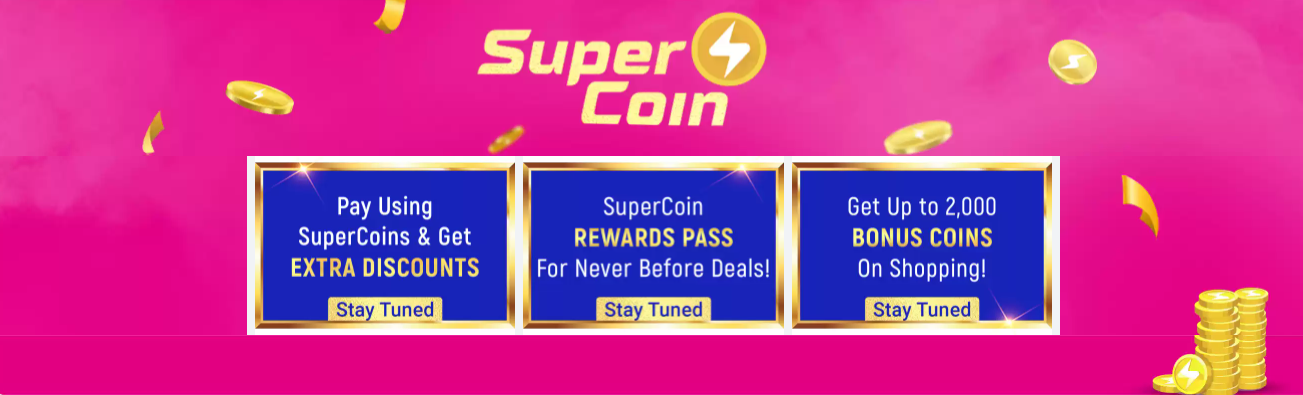 Super
Coin
Pay Using
SuperCoins & Get
EXTRA DISCOUNTS
Stay Tuned
SuperCoin
REWARDS PASS
For Never Before Deals!
Stay Tuned
Get Up to 2,000
BONUS COINS
On Shopping!
Stay Tuned